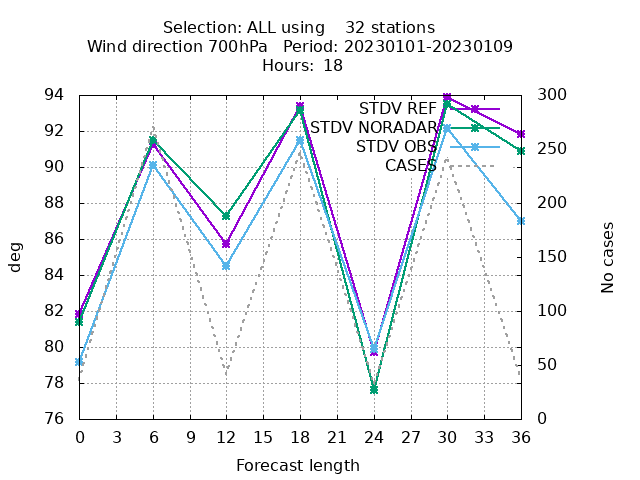 Selection: ALL using    32 stations
Wind direction 700hPa   Period: 20230101-20230109
Hours: 18
94
92
90
88
86
84
82
80
78
76
300
250
200
150
100
50
0
STDV REF
STDV NORADAR
STDV OBS
CASES
deg
No cases
0 3 6 9 12 15 18 21 24 27 30 33 36
Forecast length